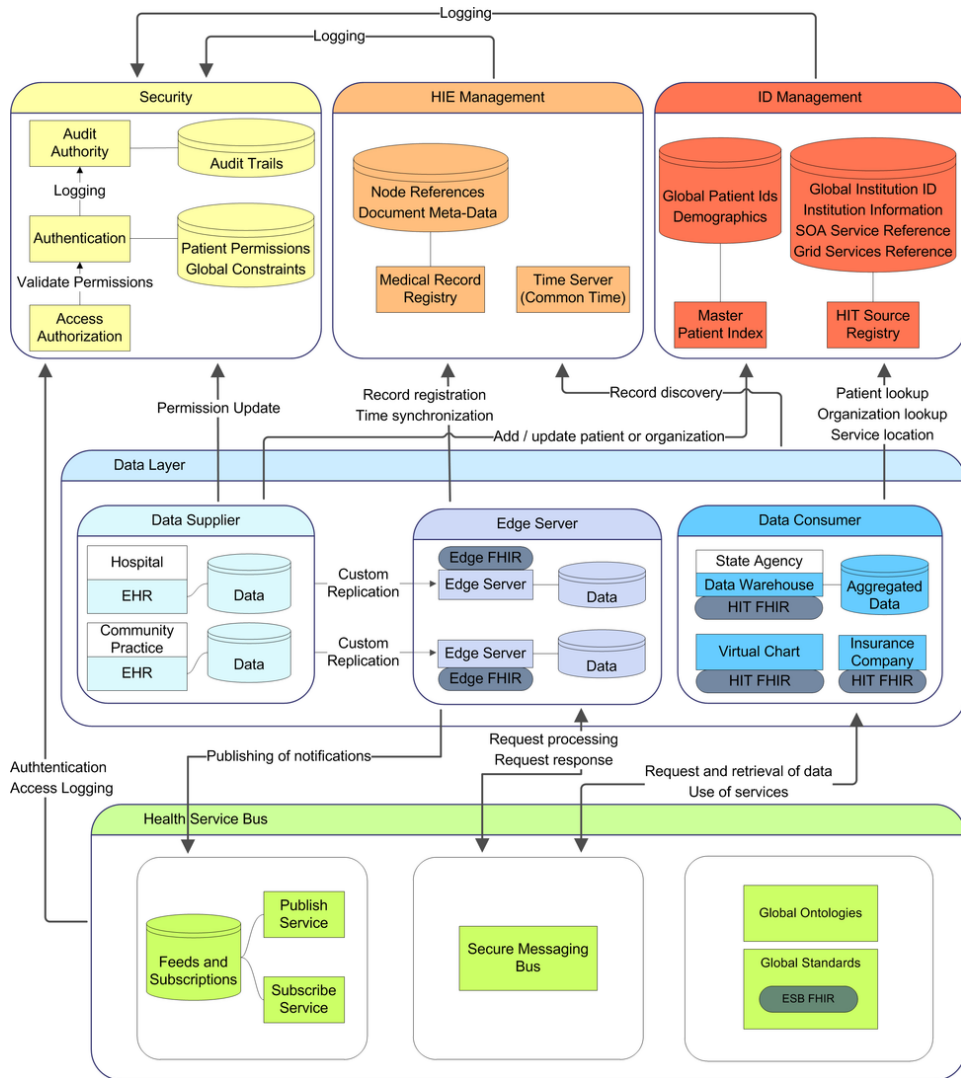 Logging
Logging
Security
HIE Management
ID Management
Audit
Authority
Audit Trails
Logging
Authentication
Patient Permissions
Global Constraints
Validate Permissions
Access
Authorization
Node References
Document Meta-Data
Medical Record
Registry
Time Server
(Common Time)
Global Patient Ids
Demographics
Global Institution ID
Institution Information
SOA Service Reference
Grid Services Reference
Master
Patient Index
HIT Source
Registry
Permission Update
Record registration
Time synchronization
Record discovery
Patient lookup
Organization lookup
Service location
Add / update patient or organization
Data Layer
Data Supplier
Edge Server
Data Consumer
Hospital
EHR
Data
Community
Practice
EHR
Data
Custom
Replication
Custom
Replication
Edge FHIR
Edge Server
Data
Edge Server
Edge FHIR
Data
State Agency
Data Warehouse
HIT FHIR
Aggregated
Data
Virtual Chart
HIT FHIR
Insurance
Company
HIT FHIR
Publishing of notifications
Request processing
Request response
Request and retrieval of data
Use of services
Authtentication
Access Logging
Health Service Bus
Feeds and
Subscriptions
Publish
Service
Subscribe
Service
Secure Messaging
Bus
Global Ontologies
Global Standards
ESB FHIR